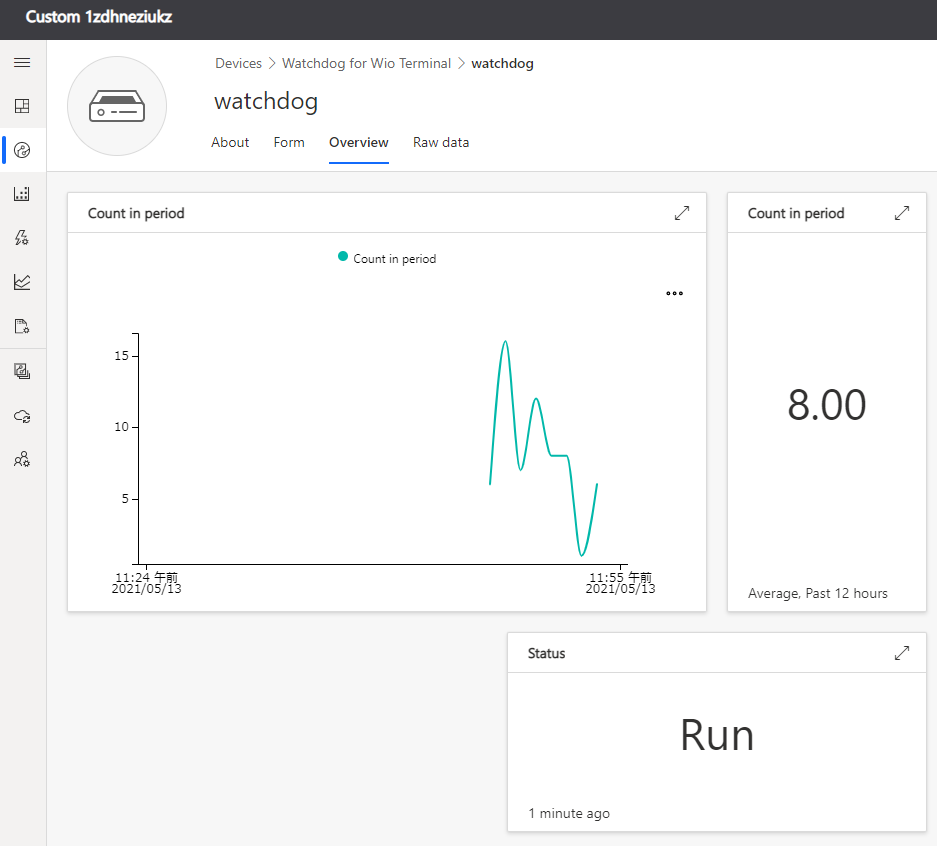 Custom 1zdhneziukz
Devices > Watchdog for Wio Terminal > watchdog
watchdog
About Form Overview Raw data
Count in period
Count in period
15
10
5
11:24 午前
2021/05/13
11:55 午前
2021/05/13
Count in period
8.00
Average, Past 12 hours
Status
Run
1 minute ago